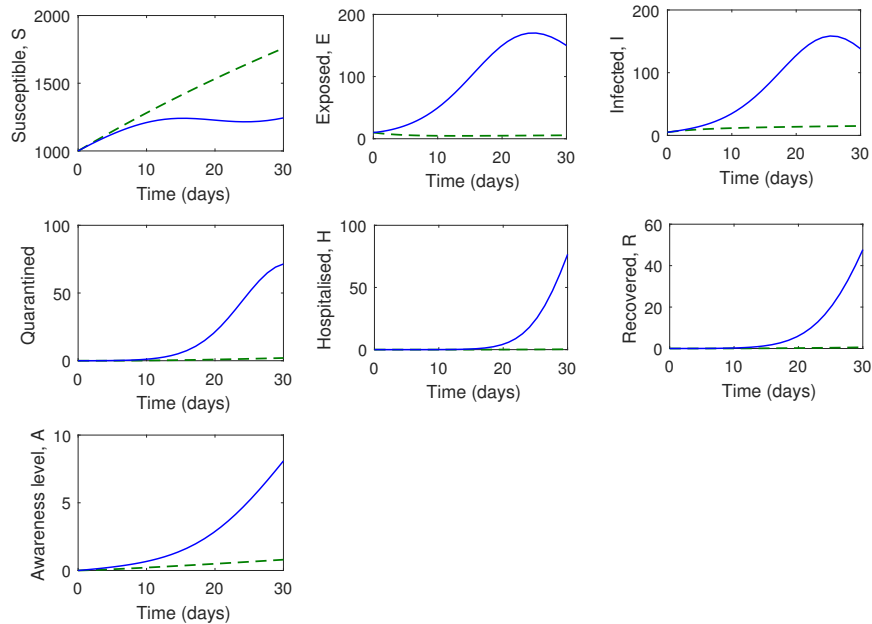 Susceptible, S
2000
1500
1000
0 10 20 30
Time (days)
Exposed, E
200
100
0
0 10 20 30
Time (days)
Infected, I
200
100
0
0 10 20 30
Time (days)
Quarantined
100
50
0
0 10 20 30
Time (days)
Hospitalised, H
100
50
0
0 10 20 30
Time (days)
Recovered, R
60
40
20
0
0 10 20 30
Time (days)
Awareness level, A
10
5
0
0 10 20 30
Time (days)